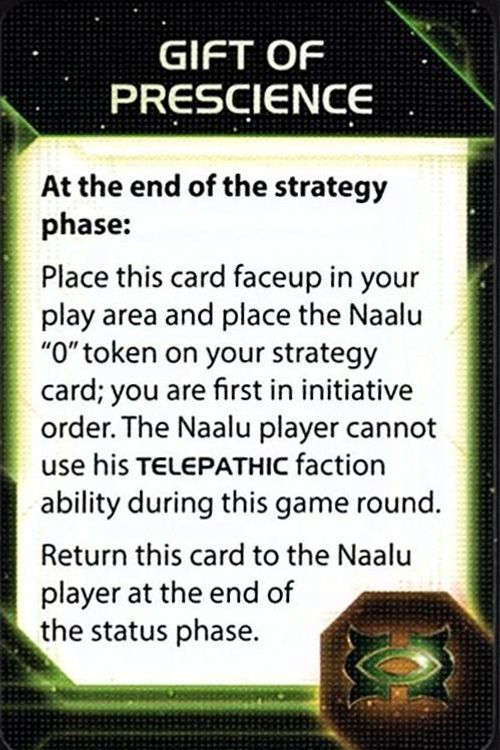 GIFT OF
PRESCIENCE
At the end of the strategy
phase:
Place this card faceup in your
play area and place the Naalu
“0” token on your strategy
card; you are first in initiative
order. The Naalu player cannot
use his TELEPATHIC faction
ability during this game round.
Return this card to the Naalu
player at the end of
the status phase.